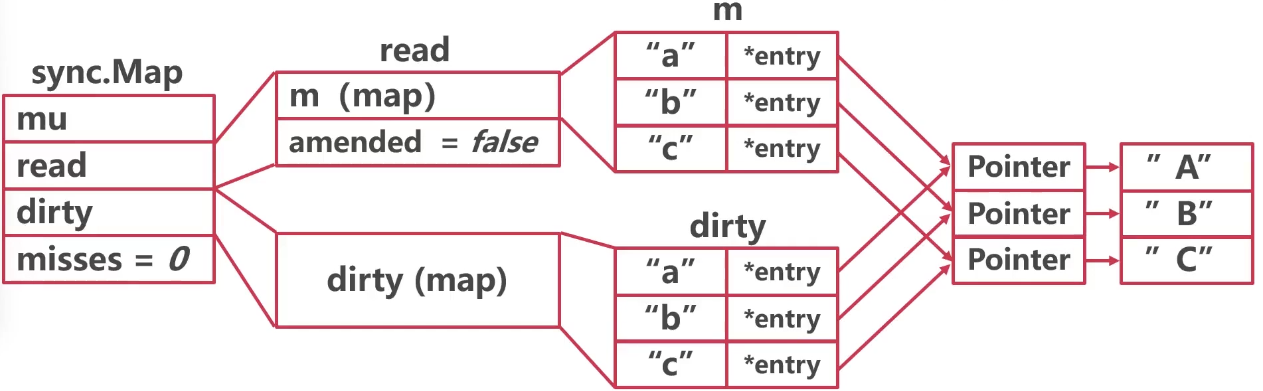 sync.Map
mu
read
dirty
misses = 0
read
m (map)
amended = false
dirty (map)
m
“a” *entry
“b” *entry
“c” *entry
dirty
“a” *entry
“b” *entry
“c” *entry
Pointer ” A”
Pointer ” B”
Pointer ” C”